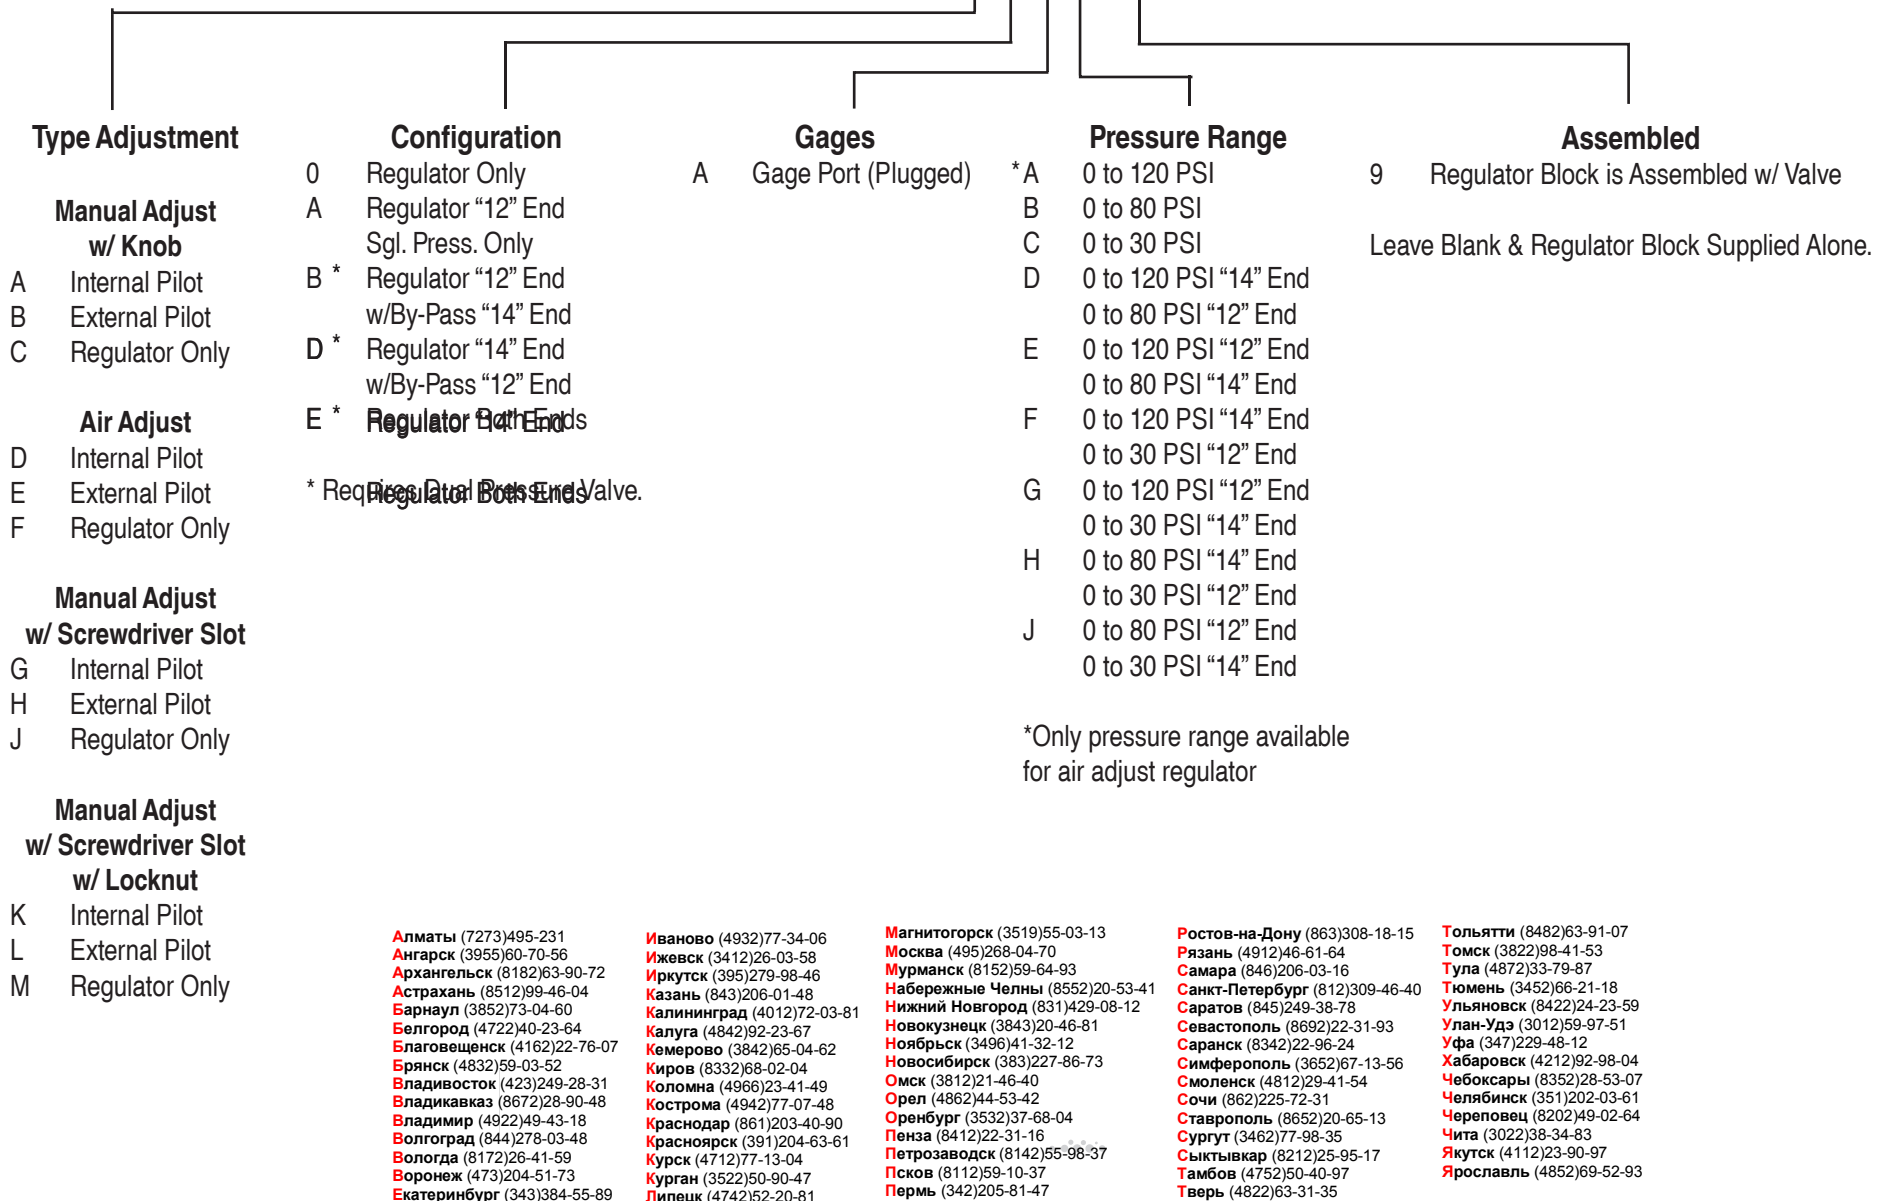 Type Adjustment
Manual Adjust
w/ Knob
A Internal Pilot
B External Pilot
C Regulator Only
Air Adjust
D Internal Pilot
E External Pilot
F Regulator Only
Manual Adjust
w/ Screwdriver Slot
G Internal Pilot
H External Pilot
J Regulator Only
Manual Adjust
w/ Screwdriver Slot
w/ Locknut
K Internal Pilot
L External Pilot
M Regulator Only
Configuration
0 Regulator Only
A Regulator “12” End
Sgl. Press. Only
B * Regulator “12” End
w/By-Pass “14” End
D * Regulator “14” End
w/By-Pass “12” End
E * Regulator Both Ends
Regulator “14” End
* Requires Dual Pressure Valve.
Regulator Both Ends
Gages
A Gage Port (Plugged)
Pressure Range
*A 0 to 120 PSI
B 0 to 80 PSI
C 0 to 30 PSI
D 0 to 120 PSI “14” End
0 to 80 PSI “12” End
E 0 to 120 PSI “12” End
0 to 80 PSI “14” End
F 0 to 120 PSI “14” End
0 to 30 PSI “12” End
G 0 to 120 PSI “12” End
0 to 30 PSI “14” End
H 0 to 80 PSI “14” End
0 to 30 PSI “12” End
J 0 to 80 PSI “12” End
0 to 30 PSI “14” End
*Only pressure range available
for air adjust regulator
Assembled
9 Regulator Block is Assembled w/ Valve
Leave Blank & Regulator Block Supplied Alone.
Алматы (7273)495-231
Ангарск (3955)60-70-56
Архангельск (8182)63-90-72
Астрахань (8512)99-46-04
Барнаул (3852)73-04-60
Белгород (4722)40-23-64
Благовещенск (4162)22-76-07
Брянск (4832)59-03-52
Владивосток (423)249-28-31
Владикавказ (8672)28-90-48
Владимир (4922)49-43-18
Волгоград (844)278-03-48
Вологда (8172)26-41-59
Воронеж (473)204-51-73
Екатеринбург (343)384-55-89
Иваново (4932)77-34-06
Ижевск (3412)26-03-58
Иркутск (395)279-98-46
Казань (843)206-01-48
Калининград (4012)72-03-81
Калуга (4842)92-23-67
Кемерово (3842)65-04-62
Киров (8332)68-02-04
Коломна (4966)23-41-49
Кострома (4942)77-07-48
Краснодар (861)203-40-90
Красноярск (391)204-63-61
Курск (4712)77-13-04
Курган (3522)50-90-47
Липецк (4742)52-20-81
Магнитогорск (3519)55-03-13
Москва (495)268-04-70
Мурманск (8152)59-64-93
Набережные Челны (8552)20-53-41
Нижний Новгород (831)429-08-12
Новокузнецк (3843)20-46-81
Ноябрьск (3496)41-32-12
Новосибирск (383)227-86-73
Омск (3812)21-46-40
Орел (4862)44-53-42
Оренбург (3532)37-68-04
Пенза (8412)22-31-16
Петрозаводск (8142)55-98-37
Псков (8112)59-10-37
Пермь (342)205-81-47
Ростов-на-Дону (863)308-18-15
Рязань (4912)46-61-64
Самара (846)206-03-16
Санкт-Петербург (812)309-46-40
Саратов (845)249-38-78
Севастополь (8692)22-31-93
Саранск (8342)22-96-24
Симферополь (3652)67-13-56
Смоленск (4812)29-41-54
Сочи (862)225-72-31
Ставрополь (8652)20-65-13
Сургут (3462)77-98-35
Сыктывкар (8212)25-95-17
Тамбов (4752)50-40-97
Тверь (4822)63-31-35
Тольятти (8482)63-91-07
Томск (3822)98-41-53
Тула (4872)33-79-87
Тюмень (3452)66-21-18
Ульяновск (8422)24-23-59
Улан-Удэ (3012)59-97-51
Уфа (347)229-48-12
Хабаровск (4212)92-98-04
Чебоксары (8352)28-53-07
Челябинск (351)202-03-61
Череповец (8202)49-02-64
Чита (3022)38-34-83
Якутск (4112)23-90-97
Ярославль (4852)69-52-93